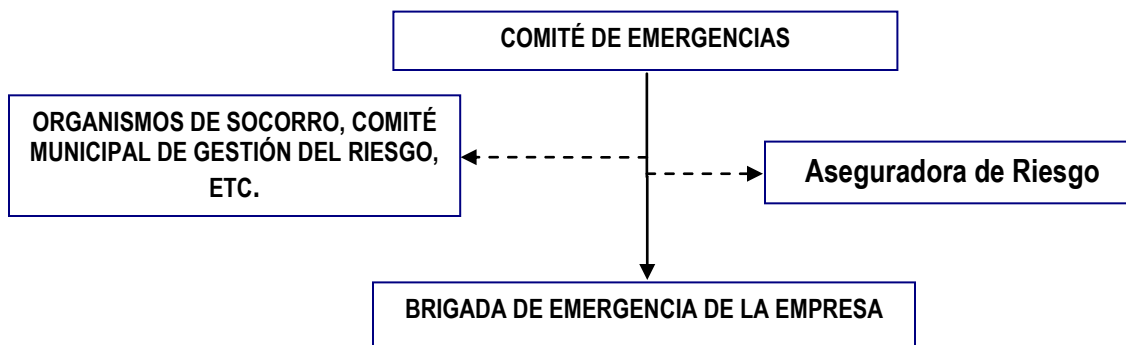 COMITÉ DE EMERGENCIAS
ORGANISMOS DE SOCORRO, COMITÉ
MUNICIPAL DE GESTIÓN DEL RIESGO,
ETC.
Aseguradora de Riesgo
BRIGADA DE EMERGENCIA DE LA EMPRESA